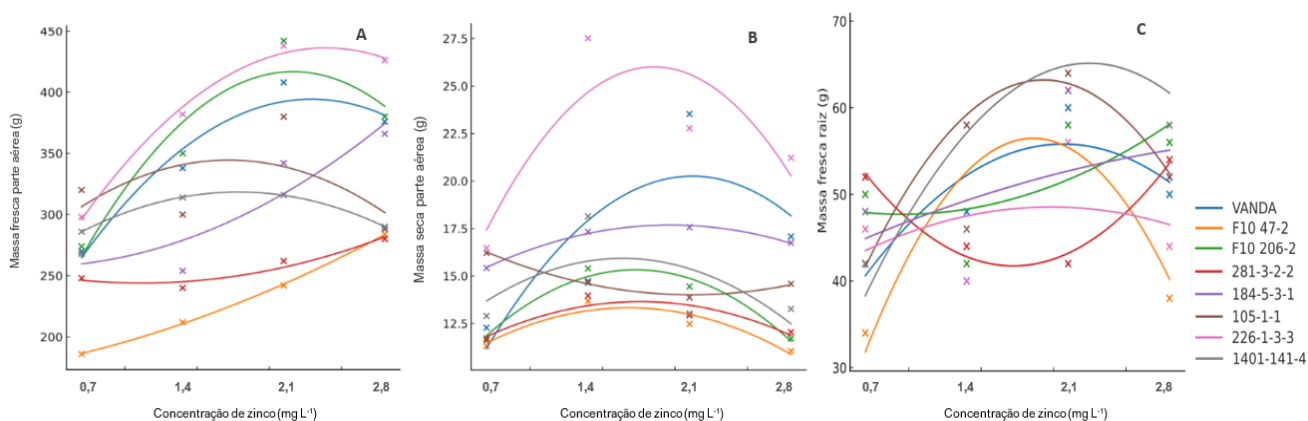 A
Massa fresca parte aérea (g)
450
400
350
300
250
200
0,7 1,4 2,1 2,8
Concentração de zinco (mg L⁻¹)
B
Massa seca parte aérea (g)
27.5
25.0
22.5
20.0
17.5
15.0
12.5
0,7 1,4 2,1 2,8
Concentração de zinco (mg L⁻¹)
C
Massa fresca raiz (g)
70
60
50
40
30
0,7 1,4 2,1 2,8
Concentração de zinco (mg L⁻¹)
VANDA
F10 47-2
F10 206-2
281-3-2-2
184-5-3-1
105-1-1
226-1-3-3
1401-141-4